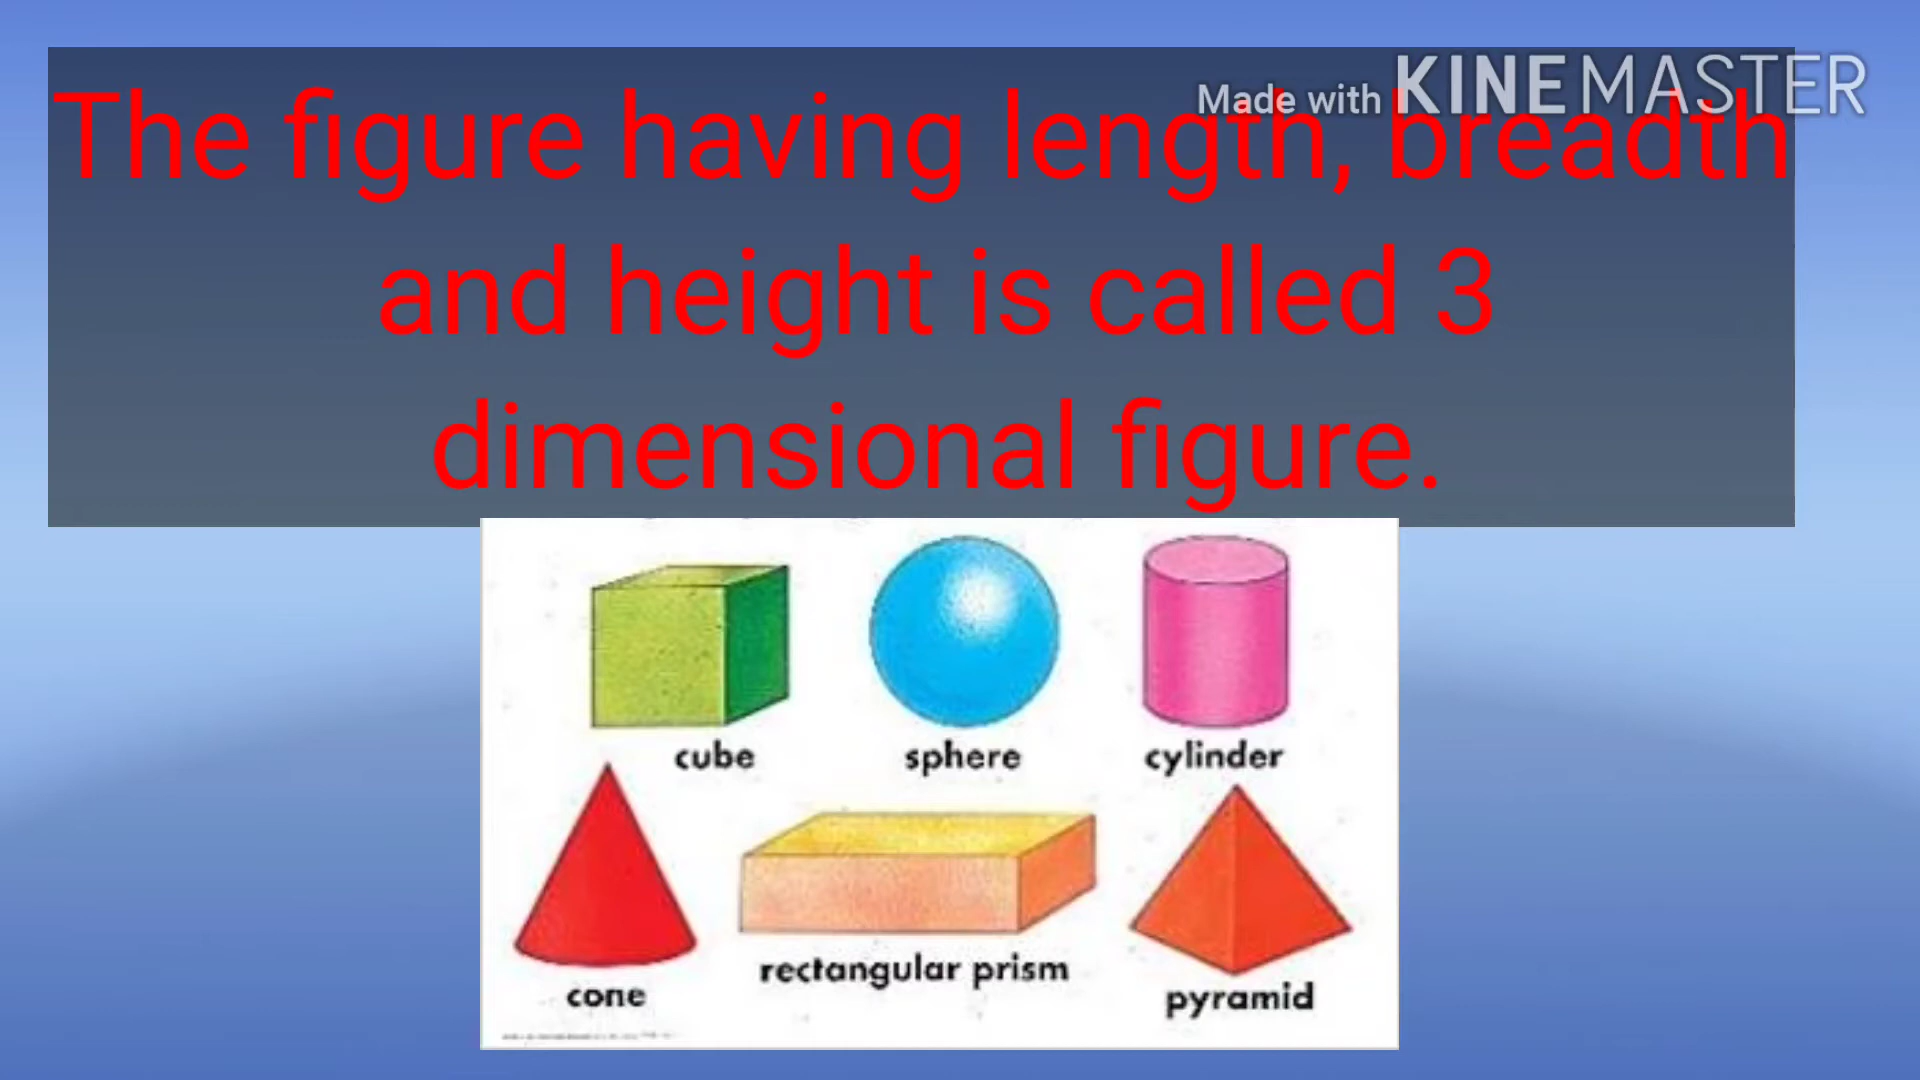 Made with KINEMASTER
The figure having length, breadth
and height is called 3
dimensional figure.
cube sphere cylinder
cone rectangular prism pyramid